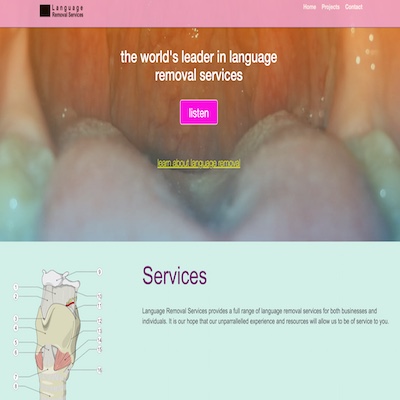 Language
Removal Services
Home Projects Contact
the world's leader in language
removal services
listen
learn about language removal
Services
Language Removal Services provides a full range of language removal services for both businesses and
individuals. It is our hope that our unparrallelled experience and resources will allow us to be of service to you.
9
1
2
10
11
3
12
4
13
14
5
15
6
16
7
8